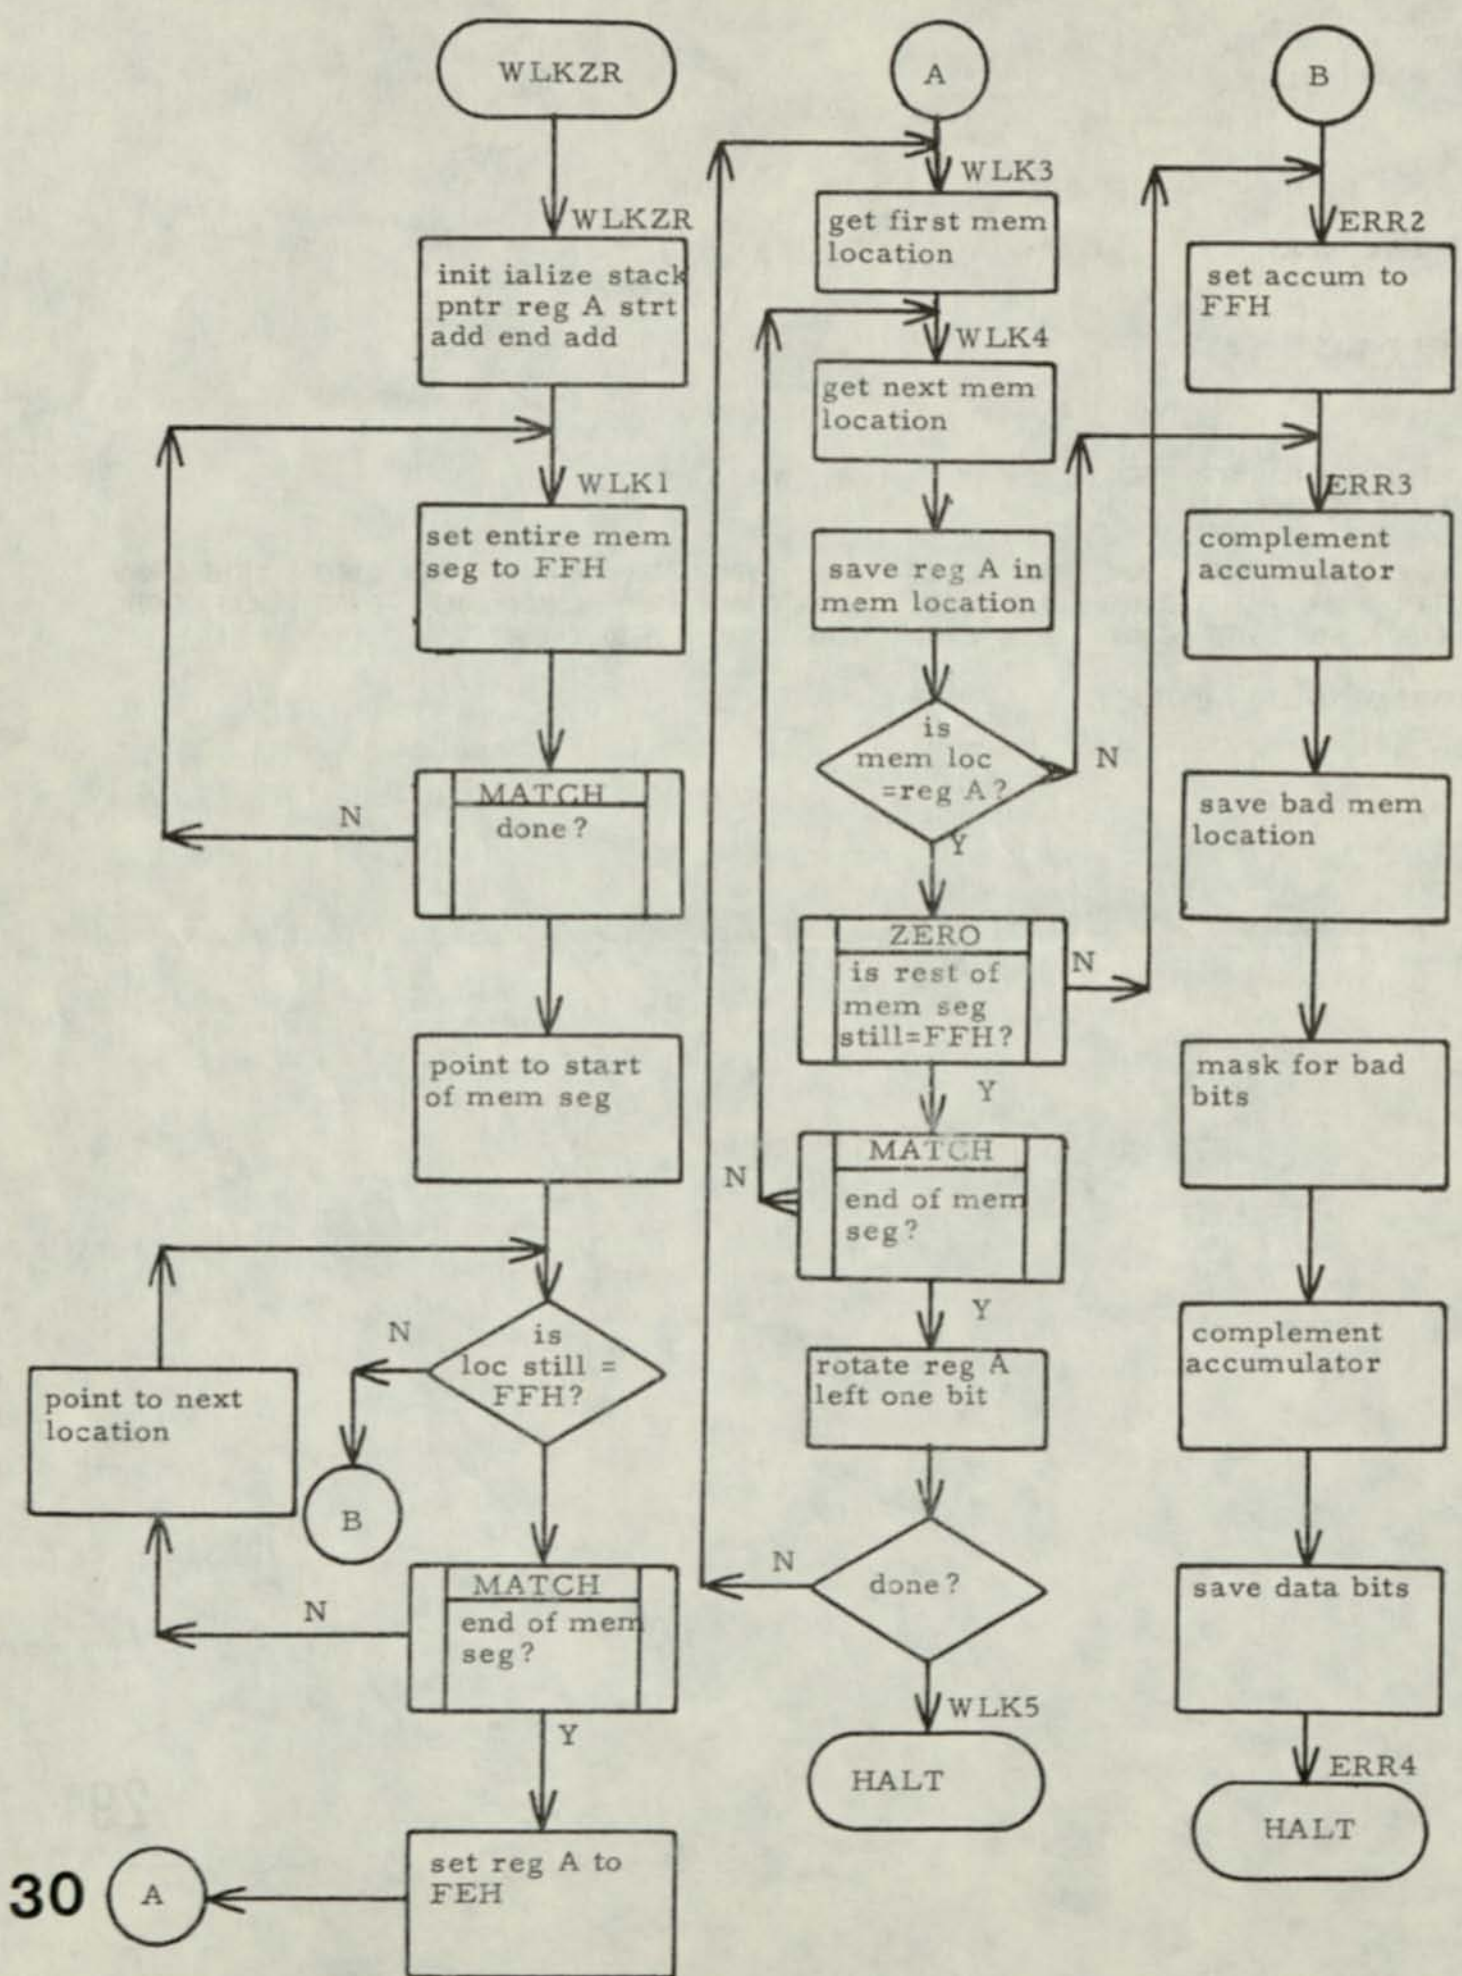 WLKZR
WLKZR
init ialize stack
pntr reg A strt
add end add
WLK1
set entire mem
seg to FFH
MATCH
done?
N
point to start
of mem seg
is
loc still =
FFH?
N
B
point to next
location
MATCH
end of mem
seg?
N
Y
set reg A to
FEH
A
30
A
WLK3
get first mem
location
WLK4
get next mem
location
save reg A in
mem location
is
mem loc
=reg A?
N
Y
ZERO
is rest of
mem seg
still=FFH?
N
Y
MATCH
end of mem
seg?
N
Y
rotate reg A
left one bit
done?
N
WLK5
HALT
B
ERR2
set accum to
FFH
ERR3
complement
accumulator
save bad mem
location
mask for bad
bits
complement
accumulator
save data bits
ERR4
HALT